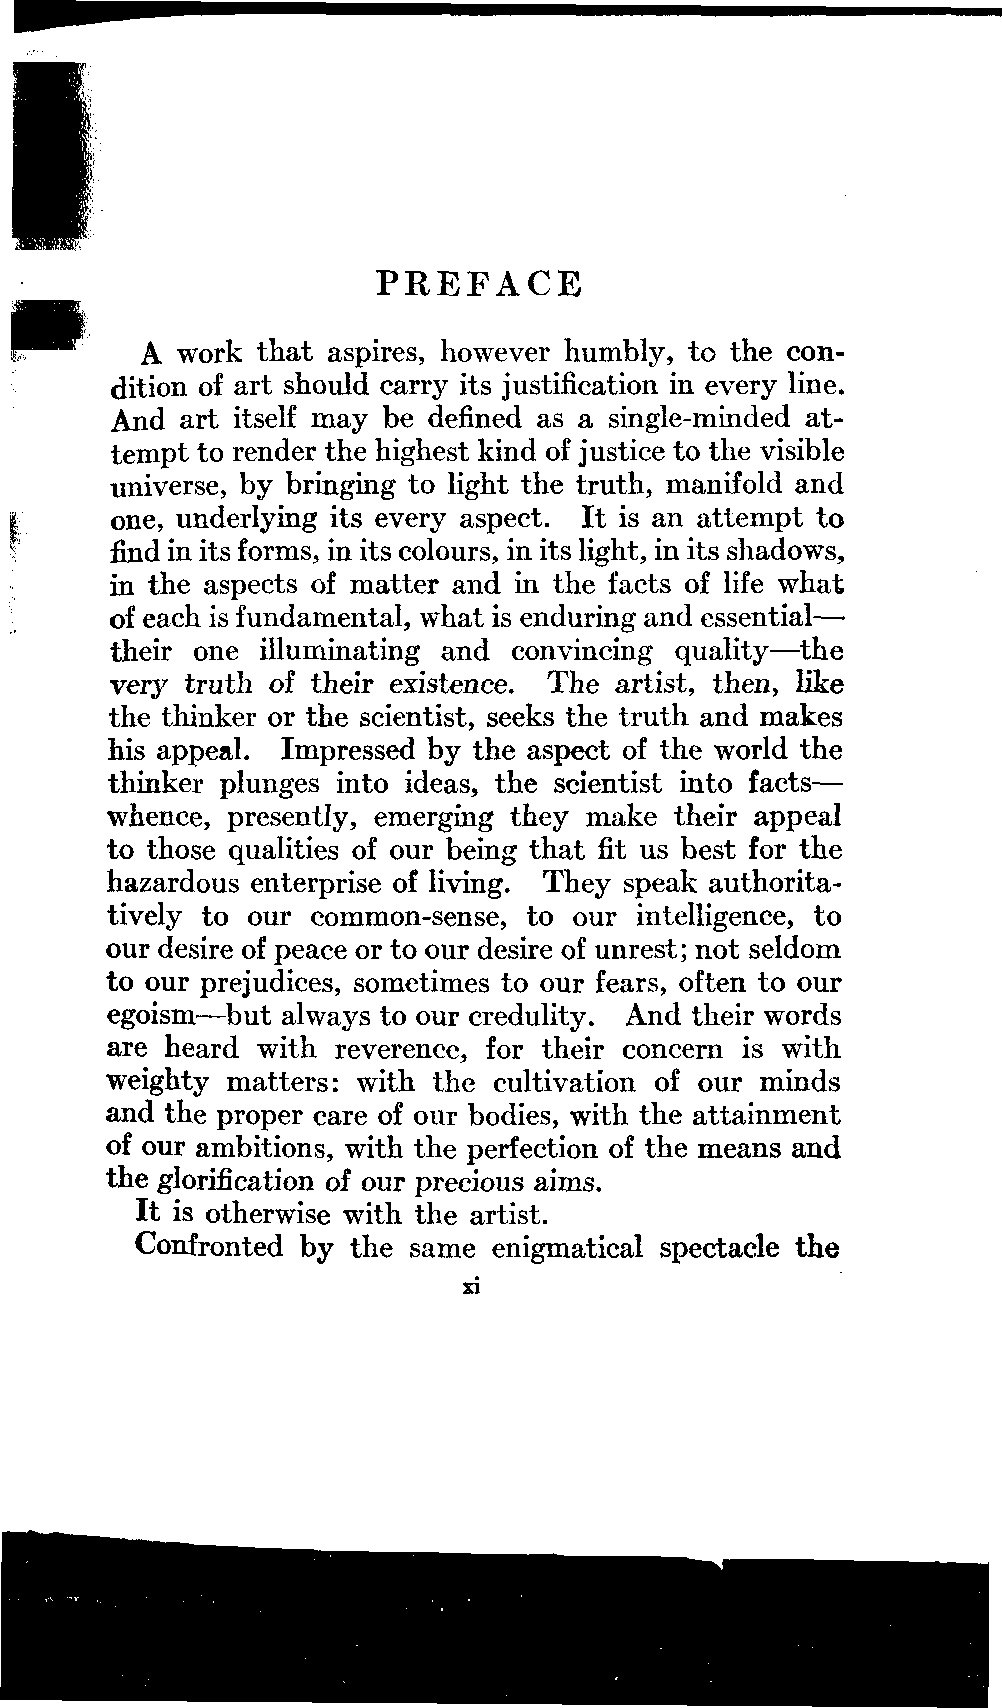 PREFACE
A work that aspires, however humbly, to the con-
dition of art should carry its justification in every line.
And art itself may be defined as a single-minded at-
tempt to render the highest kind of justice to the visible
universe, by bringing to light the truth, manifold and
one, underlying its every aspect. It is an attempt to
find in its forms, in its colours, in its light, in its shadows,
in the aspects of matter and in the facts of life what
of each is fundamental, what is enduring and essential—
their one illuminating and convincing quality—the
very truth of their existence. The artist, then, like
the thinker or the scientist, seeks the truth and makes
his appeal. Impressed by the aspect of the world the
thinker plunges into ideas, the scientist into facts—
whence, presently, emerging they make their appeal
to those qualities of our being that fit us best for the
hazardous enterprise of living. They speak authorita-
tively to our common-sense, to our intelligence, to
our desire of peace or to our desire of unrest; not seldom
to our prejudices, sometimes to our fears, often to our
egoism—but always to our credulity. And their words
are heard with reverence, for their concern is with
weighty matters: with the cultivation of our minds
and the proper care of our bodies, with the attainment
of our ambitions, with the perfection of the means and
the glorification of our precious aims.
It is otherwise with the artist.
Confronted by the same enigmatical spectacle the
xi